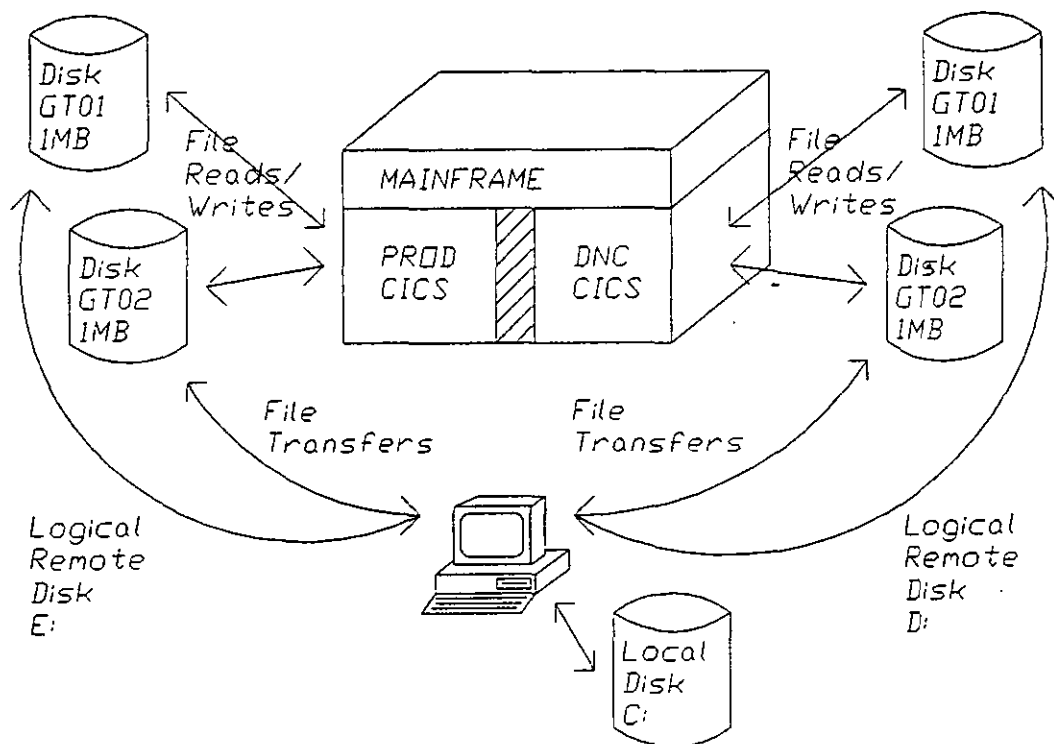 Disk
GT01
1MB
File
Reads/
Writes
Disk
GT02
1MB
MAINFRAME
PROD
CICS
DNC
CICS
Disk
GT01
1MB
File
Reads/
Writes
Disk
GT02
1MB
File
Transfers
File
Transfers
Logical
Remote
Disk
E:
Logical
Remote
Disk
D:
Local
Disk
C: